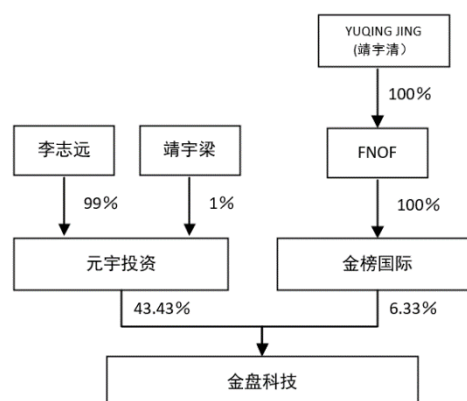 YUQING JING
(靖宇清）
100%
李志远
靖宇梁
FNOF
99%
1%
100%
元宇投资
金榜国际
43.43%
6.33%
金盘科技